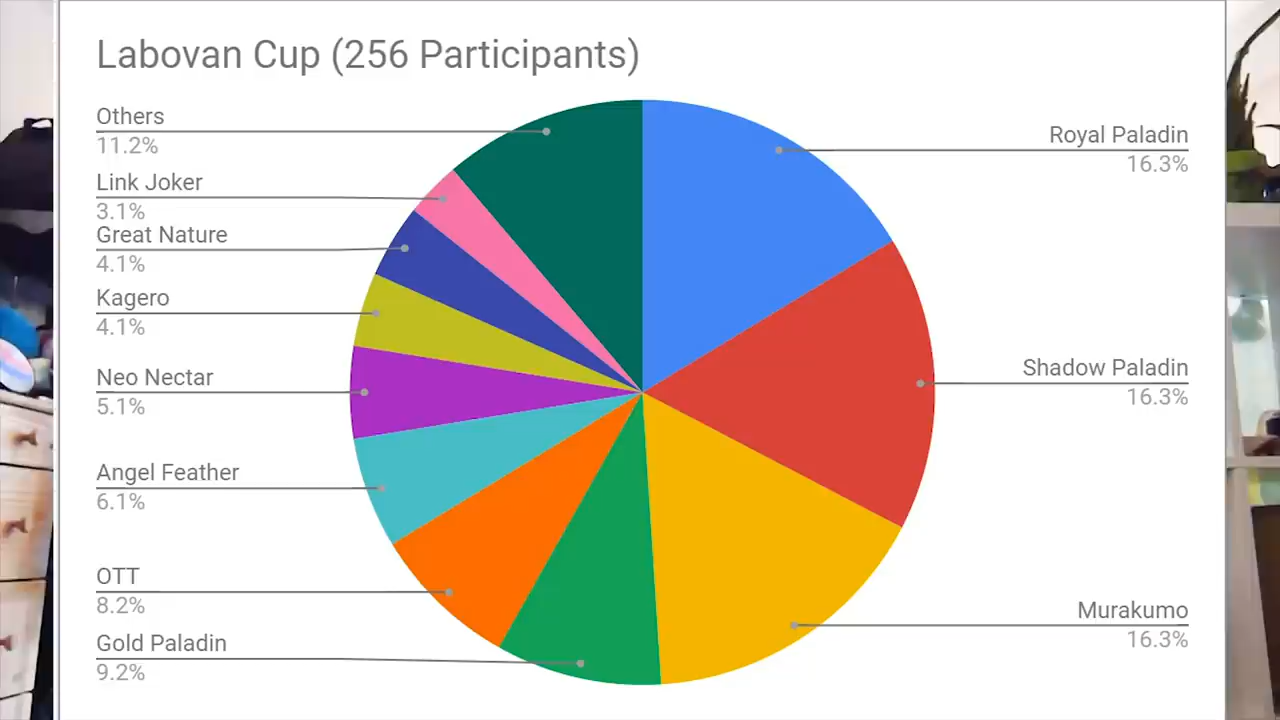 Labovan Cup (256 Participants)
Others
11.2%
Link Joker
3.1%
Great Nature
4.1%
Kagero
4.1%
Neo Nectar
5.1%
Angel Feather
6.1%
OTT
8.2%
Gold Paladin
9.2%
Royal Paladin
16.3%
Shadow Paladin
16.3%
Murakumo
16.3%